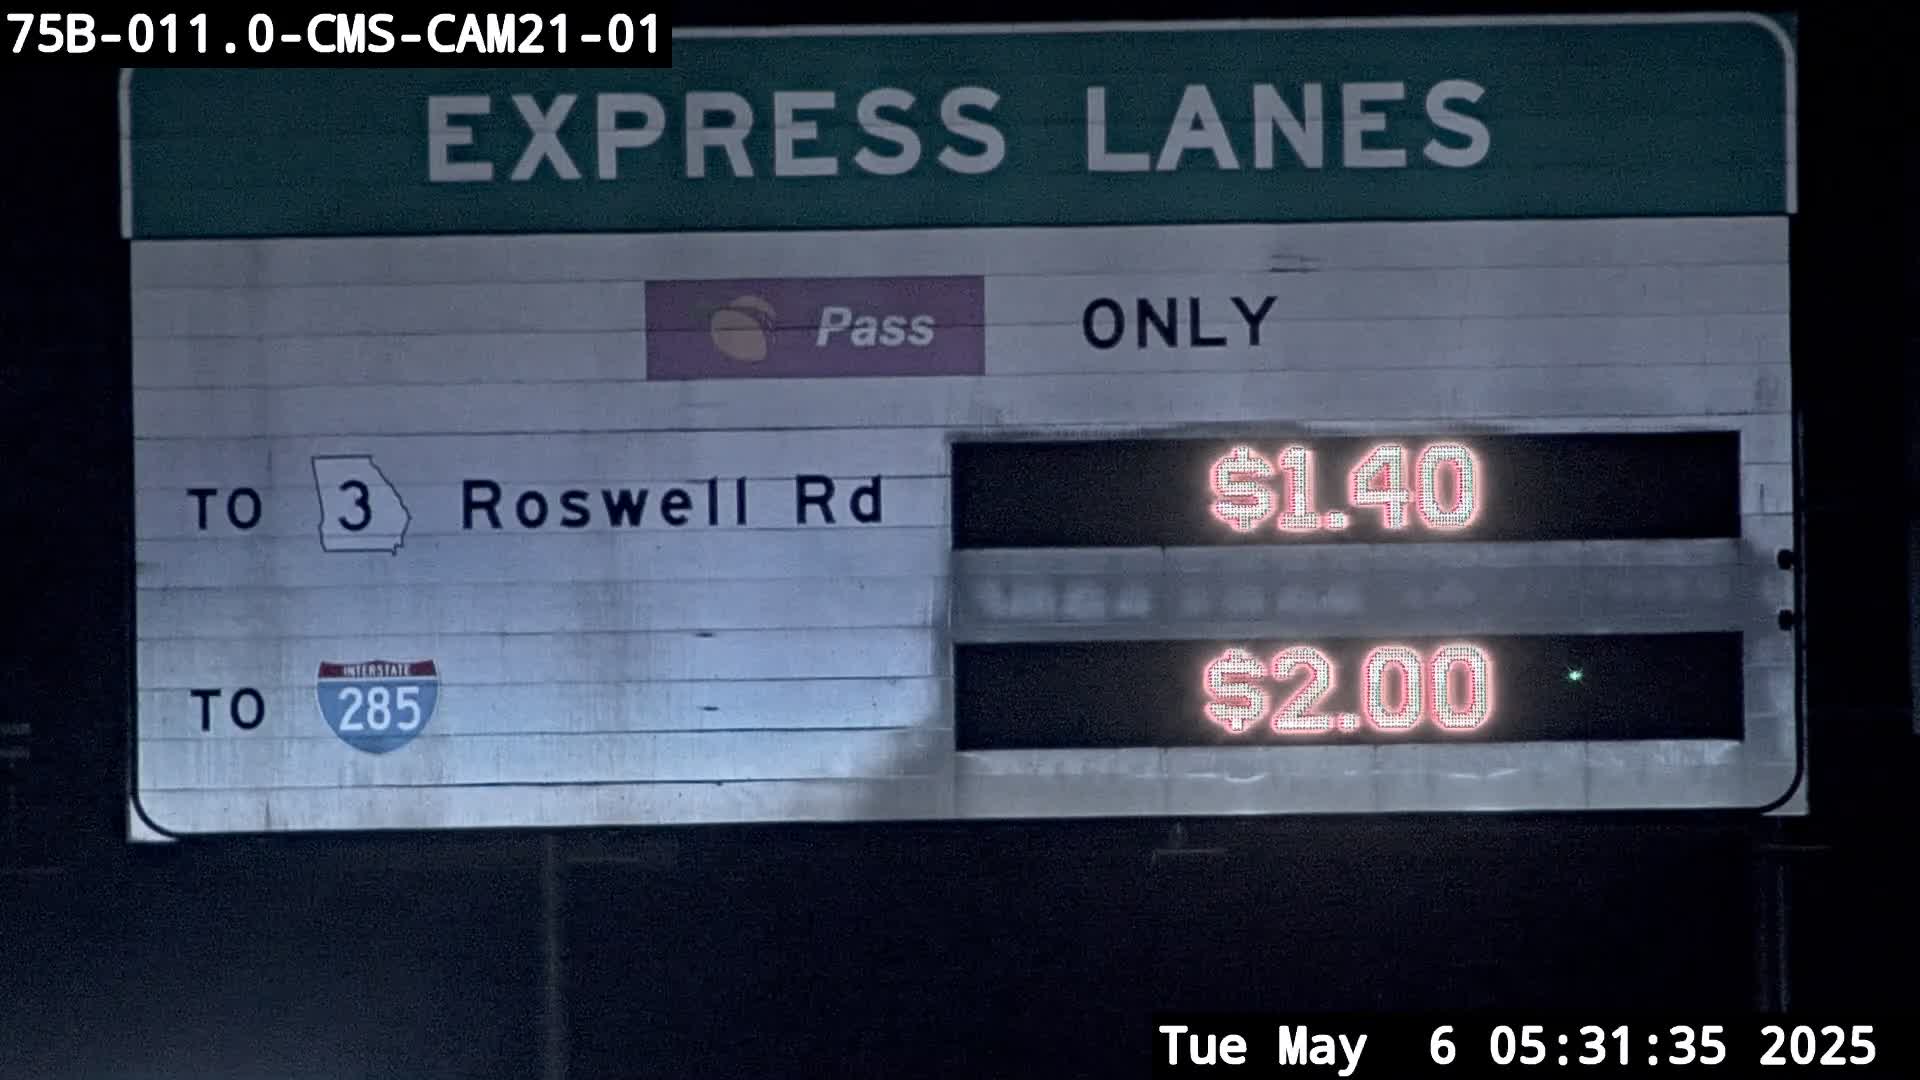 75B-011.0-CMS-CAM21-01
EXPRESS LANES
Pass ONLY
TO 3 Roswell Rd $1.40
INTERSTATE
TO 285 $2.00
Tue May 6 05:31:35 2025